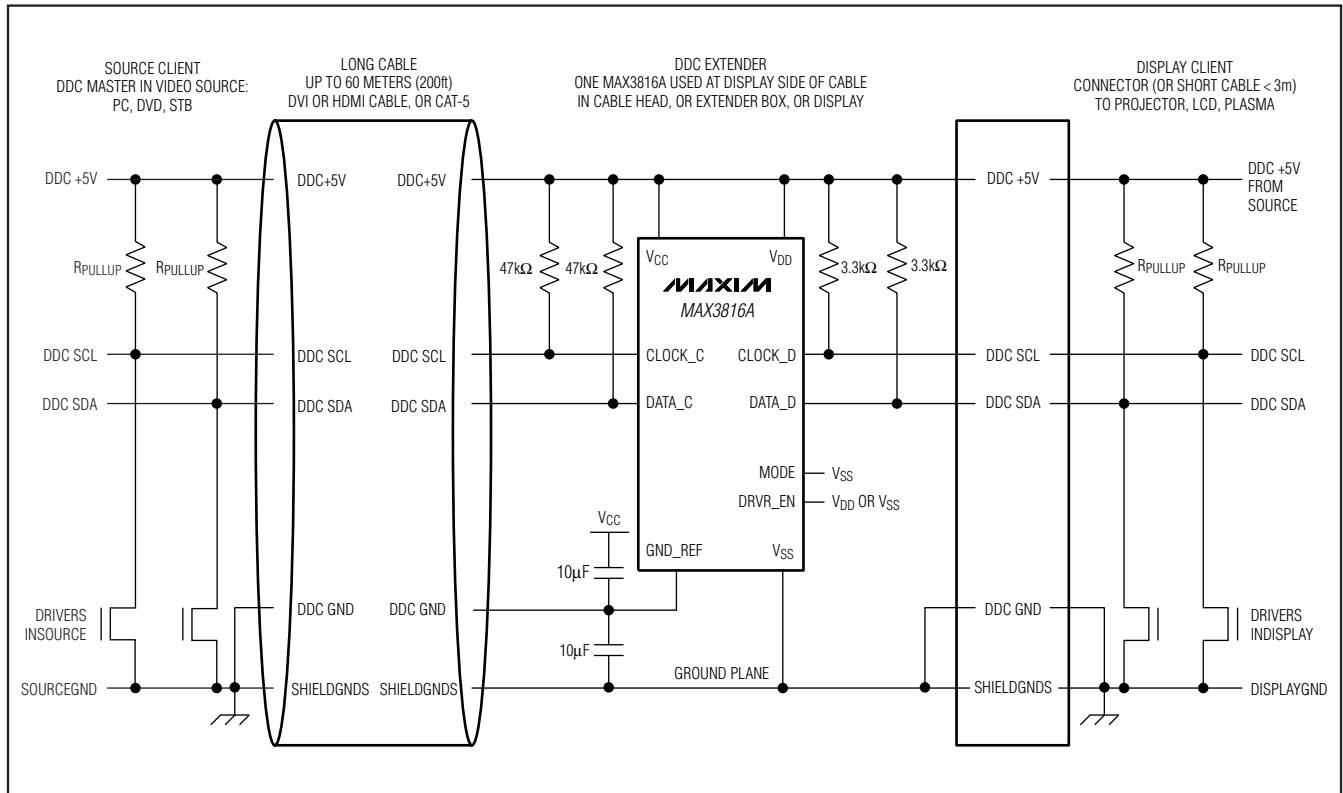 SOURCE CLIENT
DDC MASTER IN VIDEO SOURCE:
PC, DVD, STB
LONG CABLE
UP TO 60 METERS (200ft)
DVI OR HDMI CABLE, OR CAT-5
DDC EXTENDER
ONE MAX3816A USED AT DISPLAY SIDE OF CABLE
IN CABLE HEAD, OR EXTENDER BOX, OR DISPLAY
DISPLAY CLIENT
CONNECTOR (OR SHORT CABLE < 3m)
TO PROJECTOR, LCD, PLASMA
DDC +5V
DDC+5V
DDC+5V
DDC +5V
DDC +5V
FROM
SOURCE
RPULLUP
RPULLUP
47kΩ
47kΩ
VCC
VDD
MAXIM
MAX3816A
3.3kΩ
3.3kΩ
RPULLUP
RPULLUP
DDC SCL
DDC SCL
DDC SCL
CLOCK_C
CLOCK_D
DDC SCL
DDC SCL
DDC SDA
DDC SDA
DDC SDA
DATA_C
DATA_D
DDC SDA
DDC SDA
MODE
VSS
DRVR_EN
VDD OR VSS
VCC
GND_REF
VSS
10μF
DRIVERS
INSOURCE
DDC GND
DDC GND
DDC GND
DRIVERS
INDISPLAY
10μF
GROUND PLANE
SOURCEGND
SHIELDGNDS
SHIELDGNDS
SHIELDGNDS
DISPLAYGND